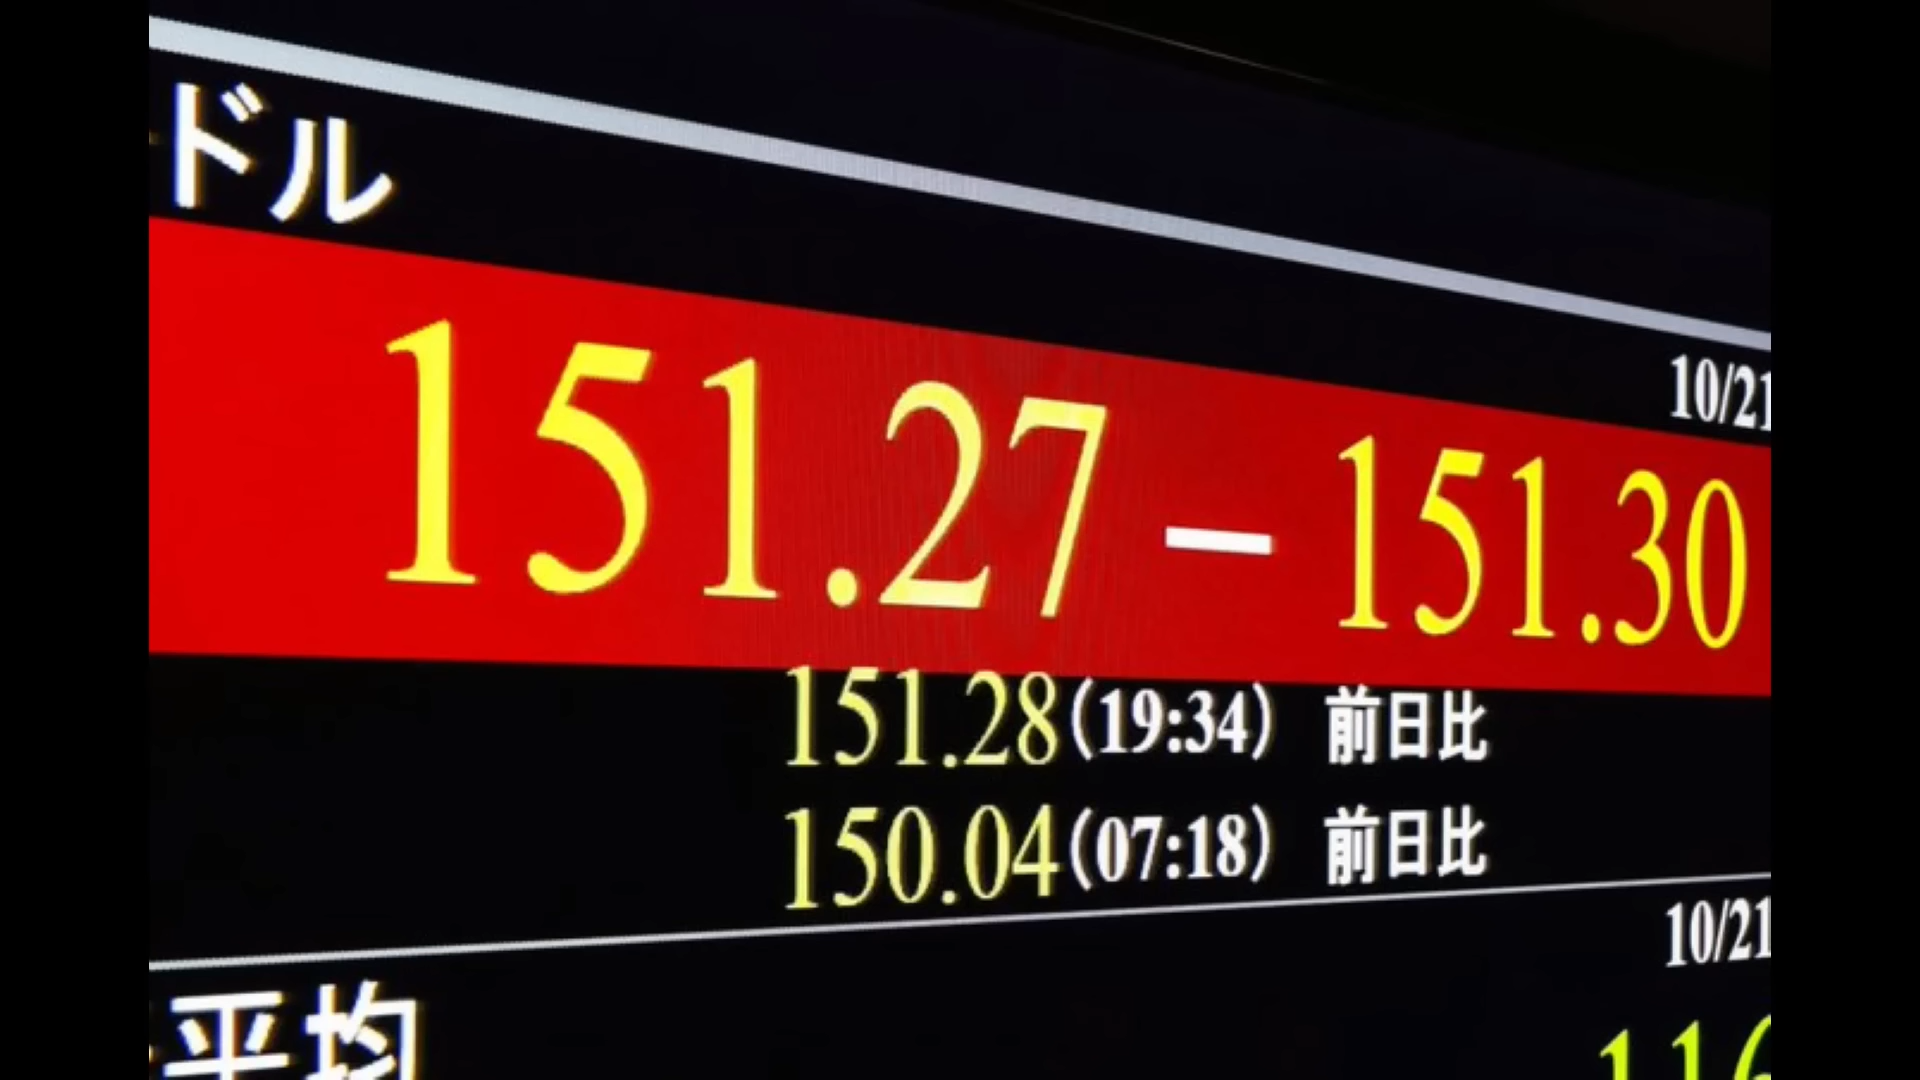 ドル
10/21
151.27 – 151.30
151.28(19:34) 前日比
150.04(07:18) 前日比
10/21
平均
116